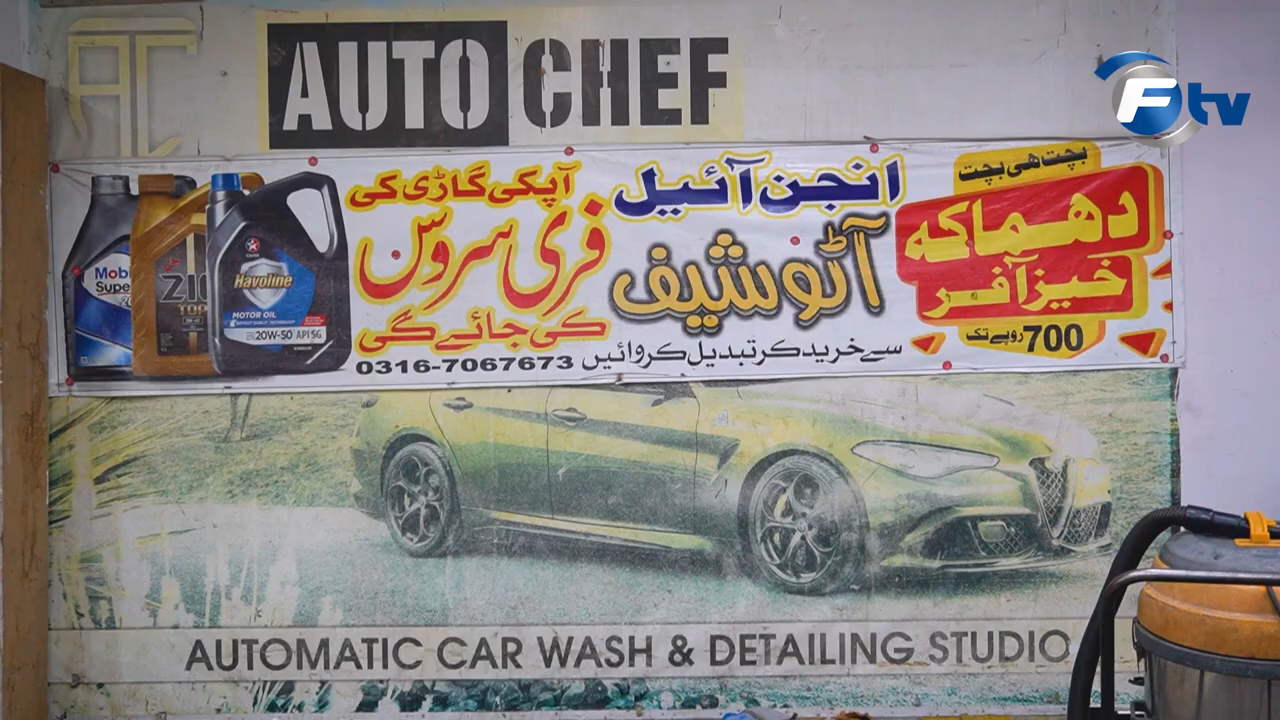 AUTO CHEF
Ftv
ATC
بچت ھی بچت
دھماکہ
خیز آفر
700 روپے تک
انجن آئیل
آٹو شیف
سے خرید کر تبدیل کروائیں
آپکی گاڑی کی
فری سروس
کی جائے گی
0316-7067673
Mobil
Super
ZIC
TOP
Havoline
MOTOR OIL
20W-50 API SG
AUTOMATIC CAR WASH & DETAILING STUDIO